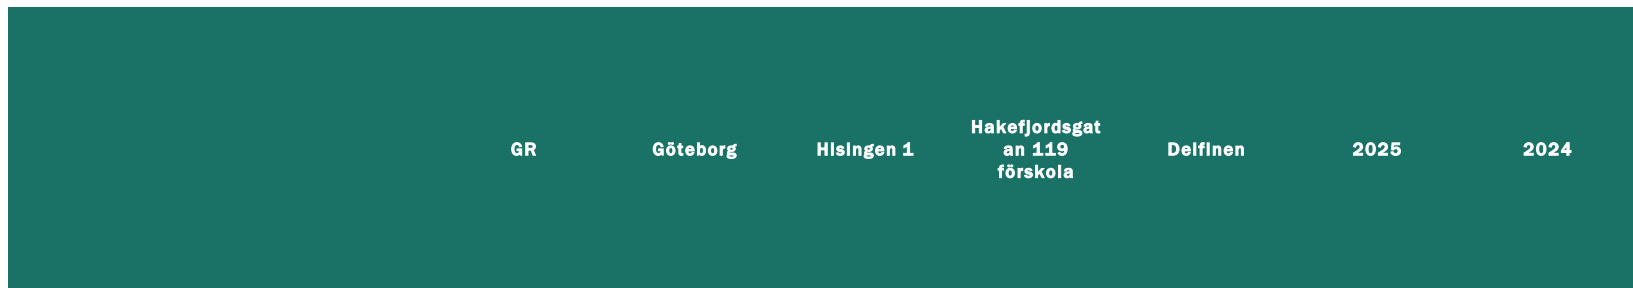 GR
Göteborg
Hisingen 1
Hakefjordsgat
an 119
förskola
Delfinen
2025
2024